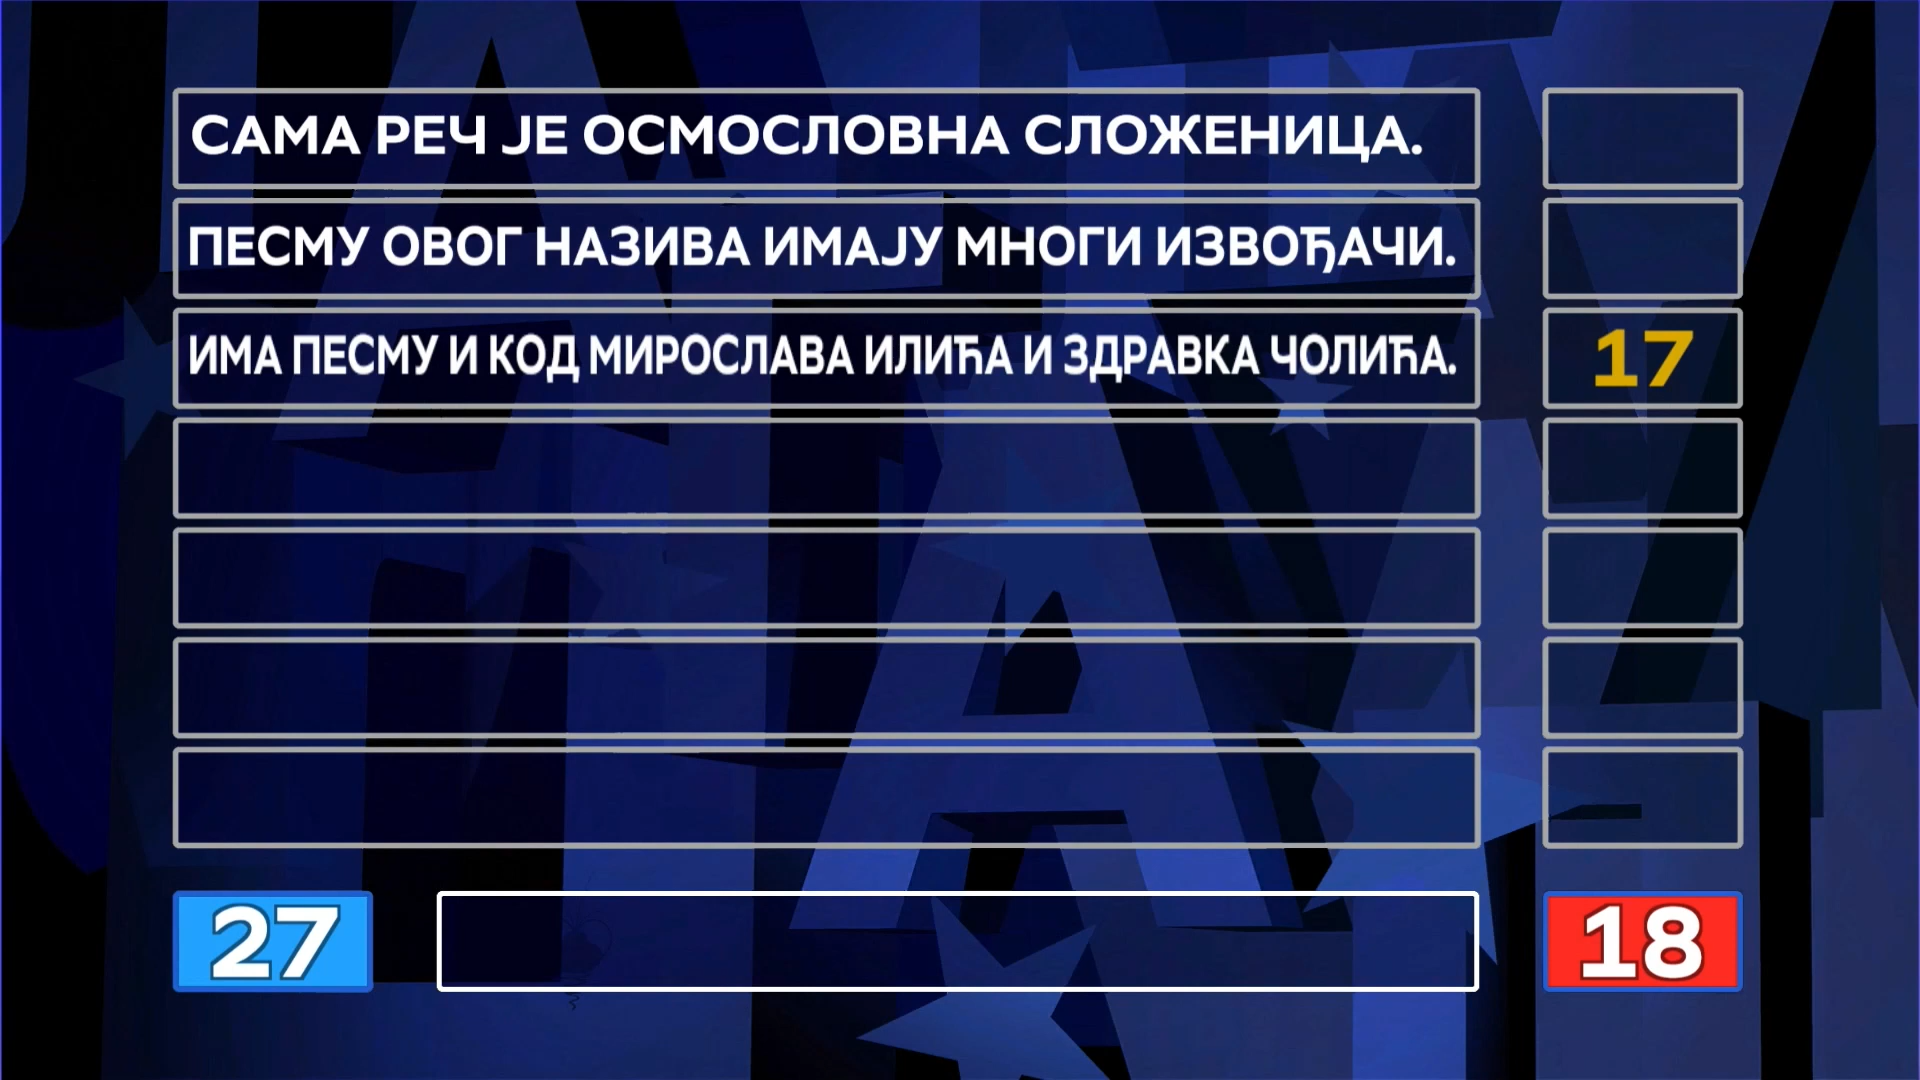 САМА РЕЧ ЈЕ ОСМОСЛОВНА СЛОЖЕНИЦА.
ПЕСМУ ОВОГ НАЗИВА ИМАЈУ МНОГИ ИЗВОЂАЧИ.
ИМА ПЕСМУ И КОД МИРОСЛАВА ИЛИЋА И ЗДРАВКА ЧОЛИЋА.
17
27
18